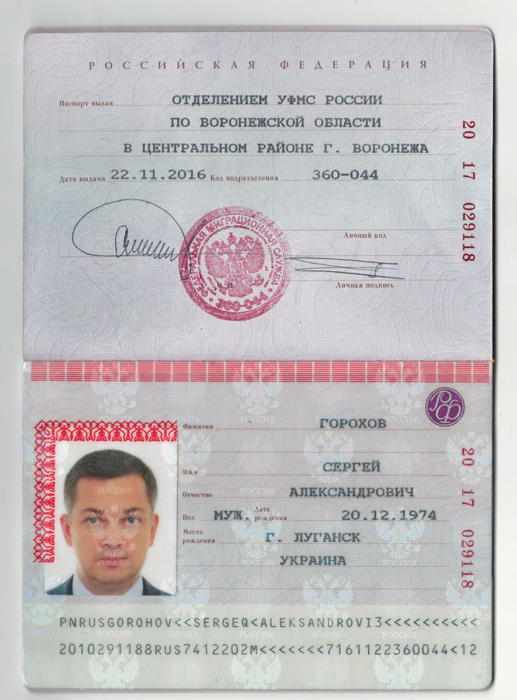 РОССИЙСКАЯ ФЕДЕРАЦИЯ
Паспорт выдан ОТДЕЛЕНИЕМ УФМС РОССИИ
ПО ВОРОНЕЖСКОЙ ОБЛАСТИ
В ЦЕНТРАЛЬНОМ РАЙОНЕ Г. ВОРОНЕЖА
Дата выдачи 22.11.2016 Код подразделения 360-044
20 17 029118
Личный код
Личная подпись
ФЕДЕРАЛЬНАЯ МИГРАЦИОННАЯ СЛУЖБА
360-044
РФ
Фамилия ГОРОХОВ
Имя СЕРГЕЙ
Отчество АЛЕКСАНДРОВИЧ
Пол МУЖ. Дата рождения 20.12.1974
Место рождения Г. ЛУГАНСК
УКРАИНА
20 17 029118
PNRUSGOROHOV<<SERGEQ<ALEKSANDROVI3<<<<<<<<<<
2010291188RUS7412202M<<<<<<<7161122360044<12